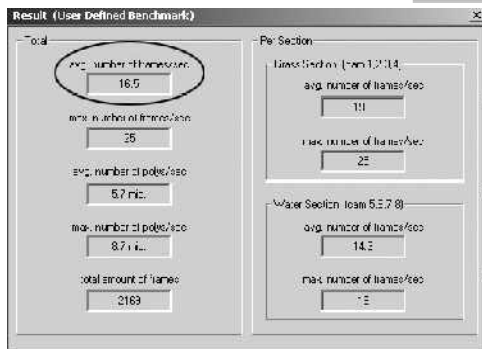 Result (User Defined Benchmark)
Total
avg. number of frames/sec
16.5
max. number of frames/sec
25
avg. number of polys/sec
5.7 mio.
max. number of polys/sec
8.7 mio.
total amount of frames
2169
Per Section
Grass Section (cam 1,2,3,4)
avg. number of frames/sec
19
max. number of frames/sec
25
Water Section (cam 5,6,7,8)
avg. number of frames/sec
14.3
max. number of frames/sec